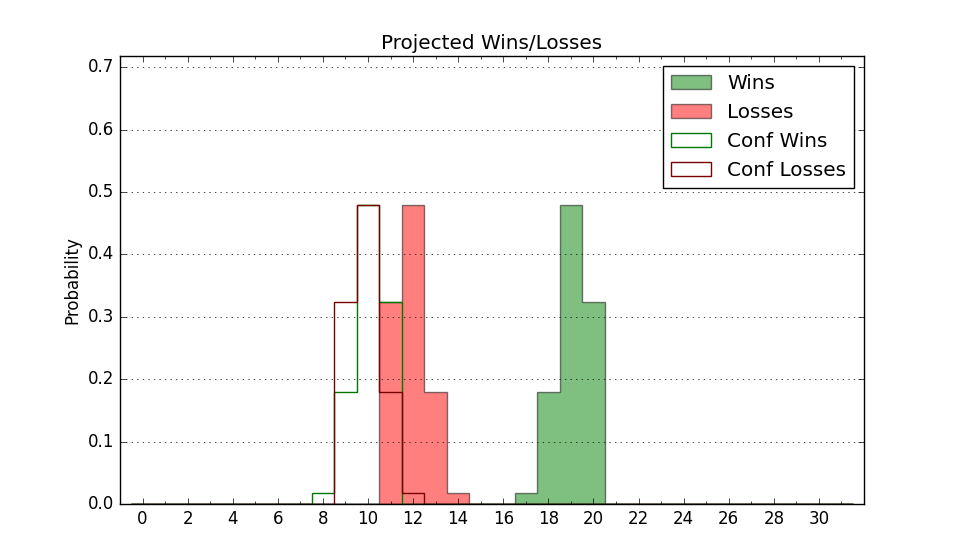 Projected Wins/Losses
Wins
Losses
Conf Wins
Conf Losses
Probability
0.7
0.6
0.5
0.4
0.3
0.2
0.1
0.0
0 2 4 6 8 10 12 14 16 18 20 22 24 26 28 30